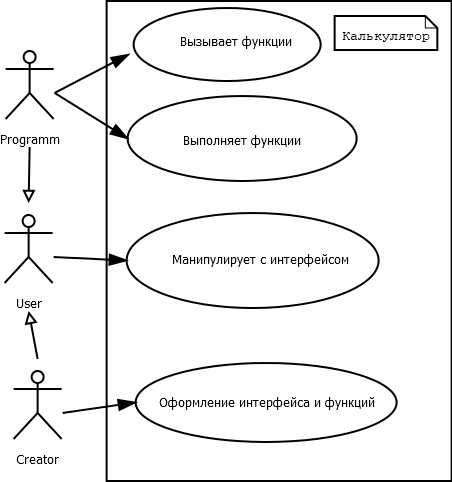 Вызывает функции
Калькулятор
Programm
Выполняет функции
User
Манипулирует с интерфейсом
Creator
Оформление интерфейса и функций